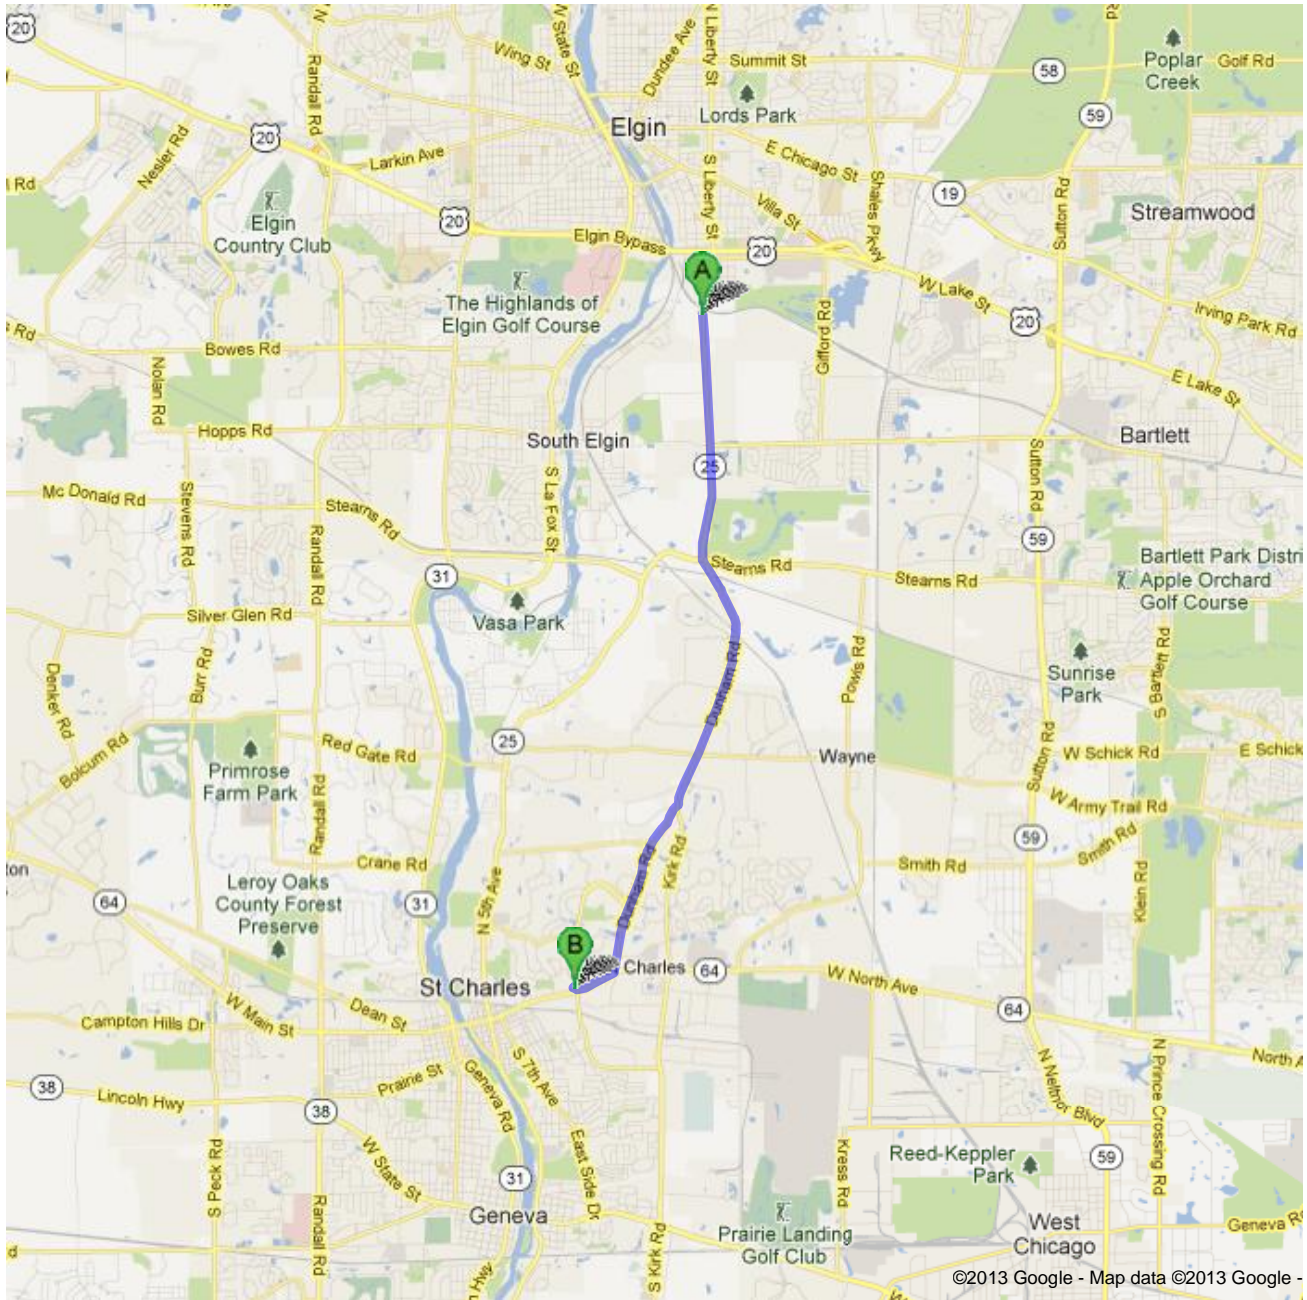 20
W State St
N Liberty St
Dundee Ave
Wing St
Summit St
58
Poplar
Creek
Golf Rd
Rd
Randall Rd
Lords Park
59
Elgin
Nesler Rd
20
Larkin Ave
E Chicago St
Shales Pkwy
S Liberty St
Rd
19
Sutton Rd
Elgin
Country Club
20
Villa St
Streamwood
Elgin Bypass
20
A
The Highlands of
Elgin Golf Course
W Lake St
20
Irving Park Rd
s Rd
Bowes Rd
Gifford Rd
Nolan Rd
E Lake St
Hopps Rd
South Elgin
Bartlett
25
Sutton Rd
Mc Donald Rd
Stevens Rd
Stearns Rd
S La Fox St
Randall Rd
59
31
Stearns Rd
Stearns Rd
Bartlett Park Distri
Apple Orchard
Golf Course
Silver Glen Rd
Vasa Park
Dunham Rd
Powis Rd
Burr Rd
Denker Rd
Sunrise
Park
S Bartlett Rd
25
Red Gate Rd
Bolcum Rd
Wayne
Sutton Rd
W Schick Rd
E Schick
Primrose
Farm Park
Randall Rd
W Army Trail Rd
59
Smith Rd
Kirk Rd
Dunham Rd
Crane Rd
Smith Rd
ton
Leroy Oaks
County Forest
Preserve
64
31
N 5th Ave
Klein Rd
B
Charles
64
W North Ave
St Charles
64
W Main St
Dean St
Campton Hills Dr
North A
S 7th Ave
N Neltnor Blvd
N Prince Crossing Rd
38
Lincoln Hwy
Prairie St
Geneva Rd
38
W State St
East Side Dr
S Peck Rd
Kress Rd
Reed-Keppler
Park
59
31
Geneva
Randall Rd
S Kirk Rd
Prairie Landing
Golf Club
West
Chicago
Geneva Rd
d
n Hwy
©2013 Google - Map data ©2013 Google -